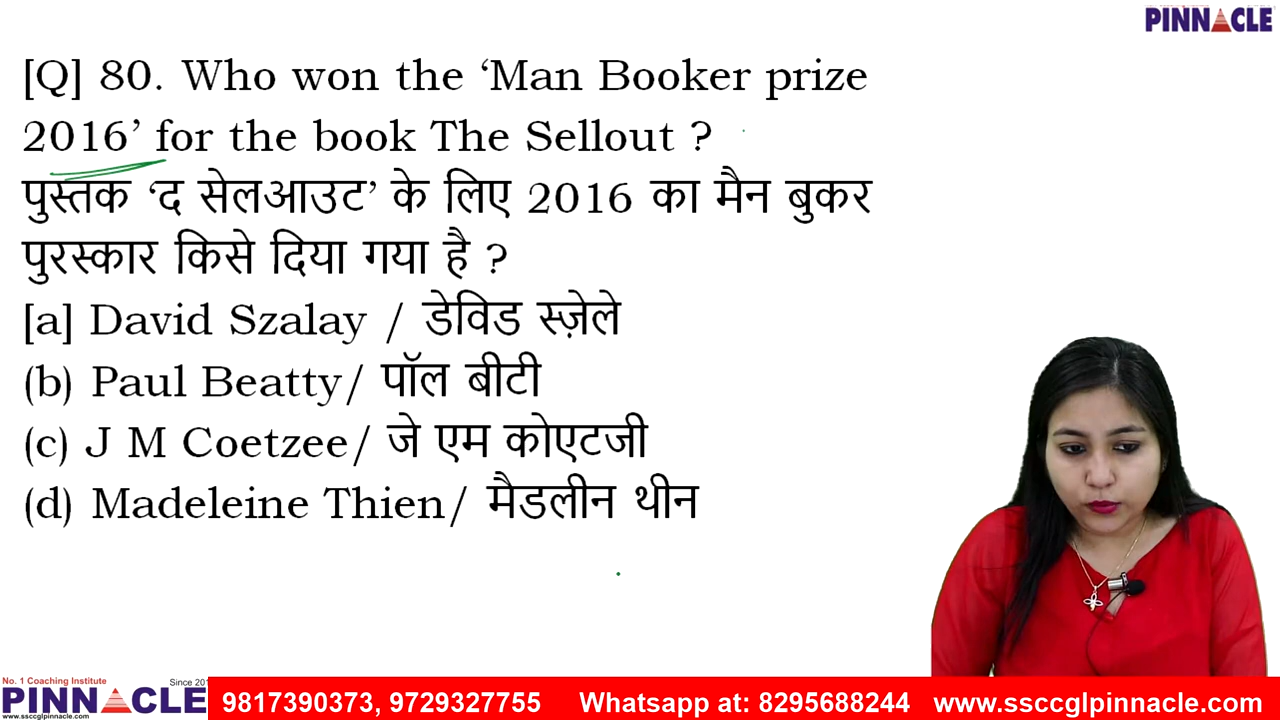 PINNACLE
[Q] 80. Who won the ‘Man Booker prize
2016’ for the book The Sellout ?
पुस्तक ‘द सेलआउट’ के लिए 2016 का मैन बुकर
पुरस्कार किसे दिया गया है ?
[a] David Szalay / डेविड स्ज़ेले
(b) Paul Beatty/ पॉल बीटी
(c) J M Coetzee/ जे एम कोएटजी
(d) Madeleine Thien/ मैडलीन थीन
No. 1 Coaching Institute
Since
PINNACLE
www.ssccglpinnacle.com
9817390373, 9729327755 Whatsapp at: 8295688244 www.ssccglpinnacle.com